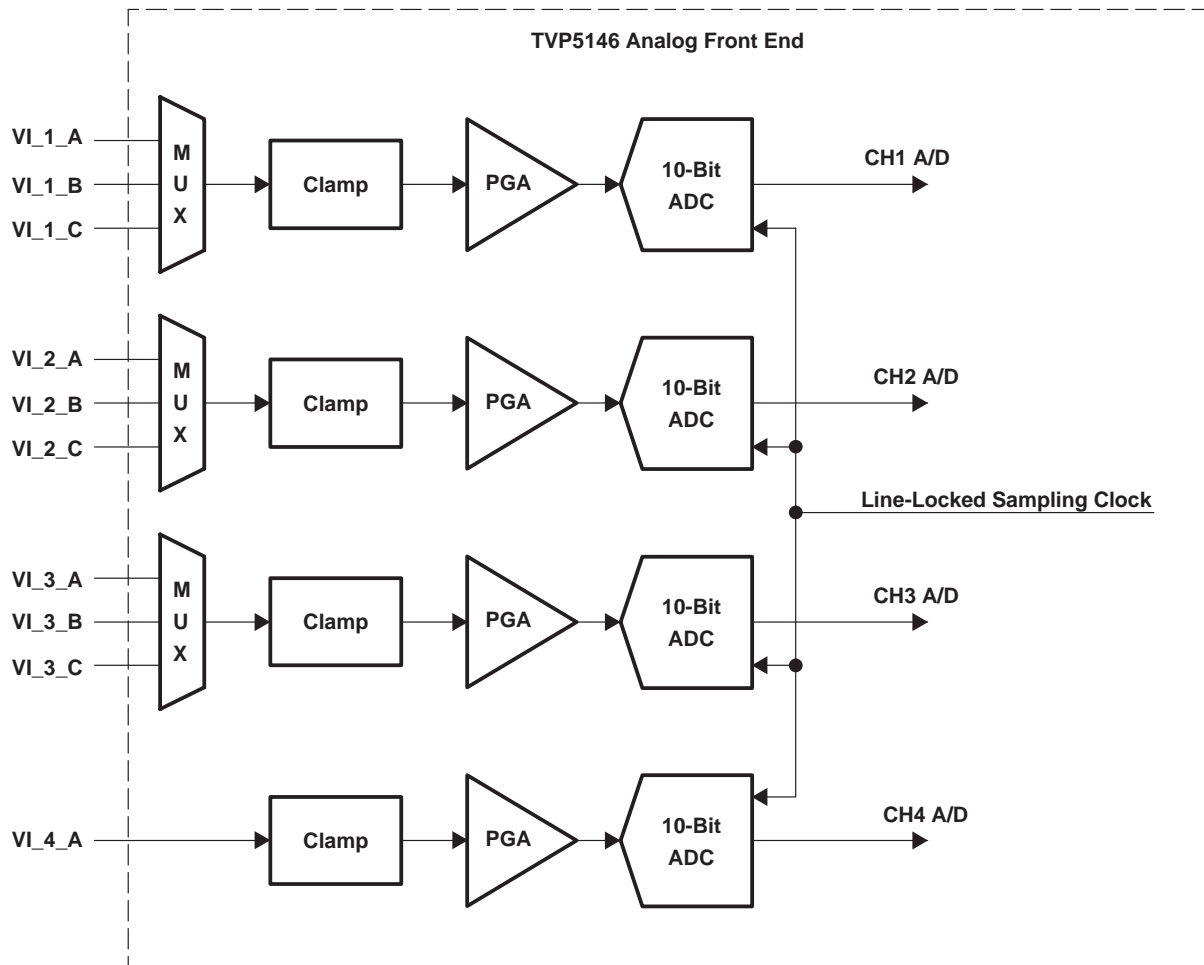 TVP5146 Analog Front End
VI_1_A
VI_1_B
VI_1_C
M
U
X
Clamp
PGA
10-Bit
ADC
CH1 A/D
VI_2_A
VI_2_B
VI_2_C
M
U
X
Clamp
PGA
10-Bit
ADC
CH2 A/D
Line-Locked Sampling Clock
VI_3_A
VI_3_B
VI_3_C
M
U
X
Clamp
PGA
10-Bit
ADC
CH3 A/D
VI_4_A
Clamp
PGA
10-Bit
ADC
CH4 A/D